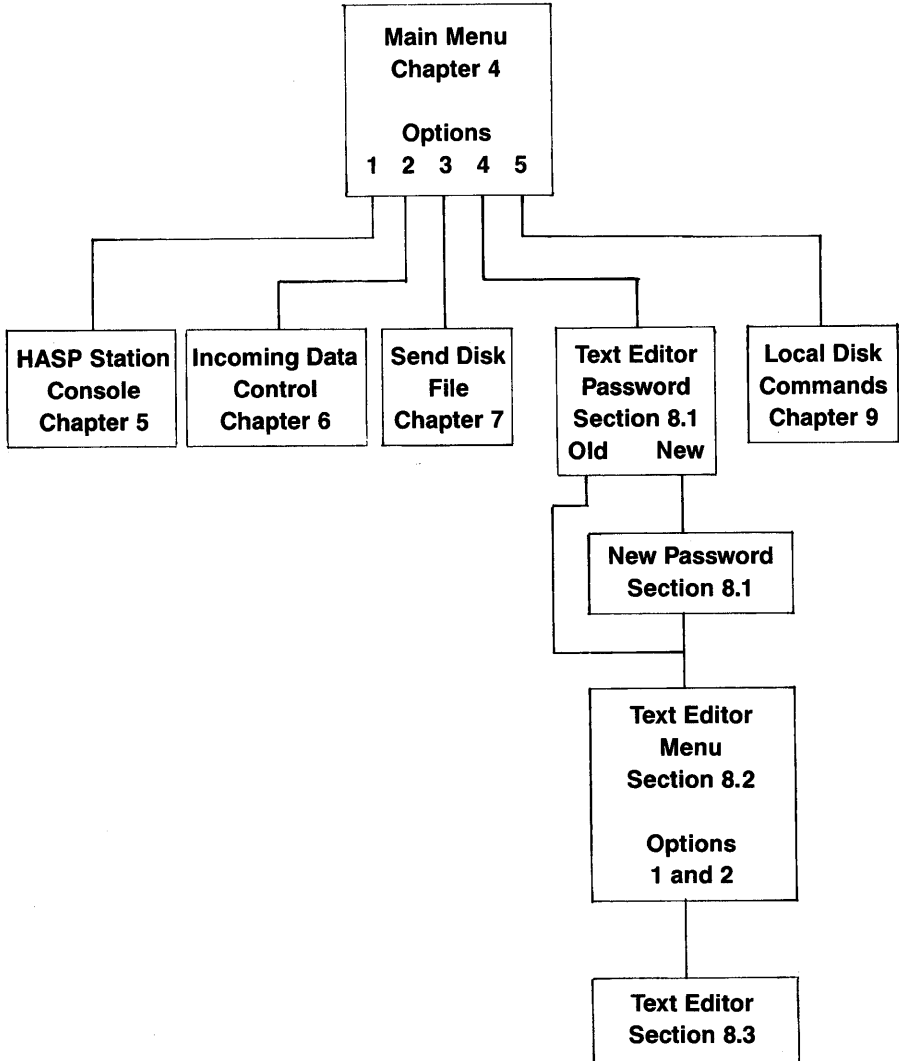 Main Menu
Chapter 4
Options
1 2 3 4 5
HASP Station
Console
Chapter 5
Incoming Data
Control
Chapter 6
Send Disk
File
Chapter 7
Text Editor
Password
Section 8.1
Old New
Local Disk
Commands
Chapter 9
New Password
Section 8.1
Text Editor
Menu
Section 8.2
Options
1 and 2
Text Editor
Section 8.3